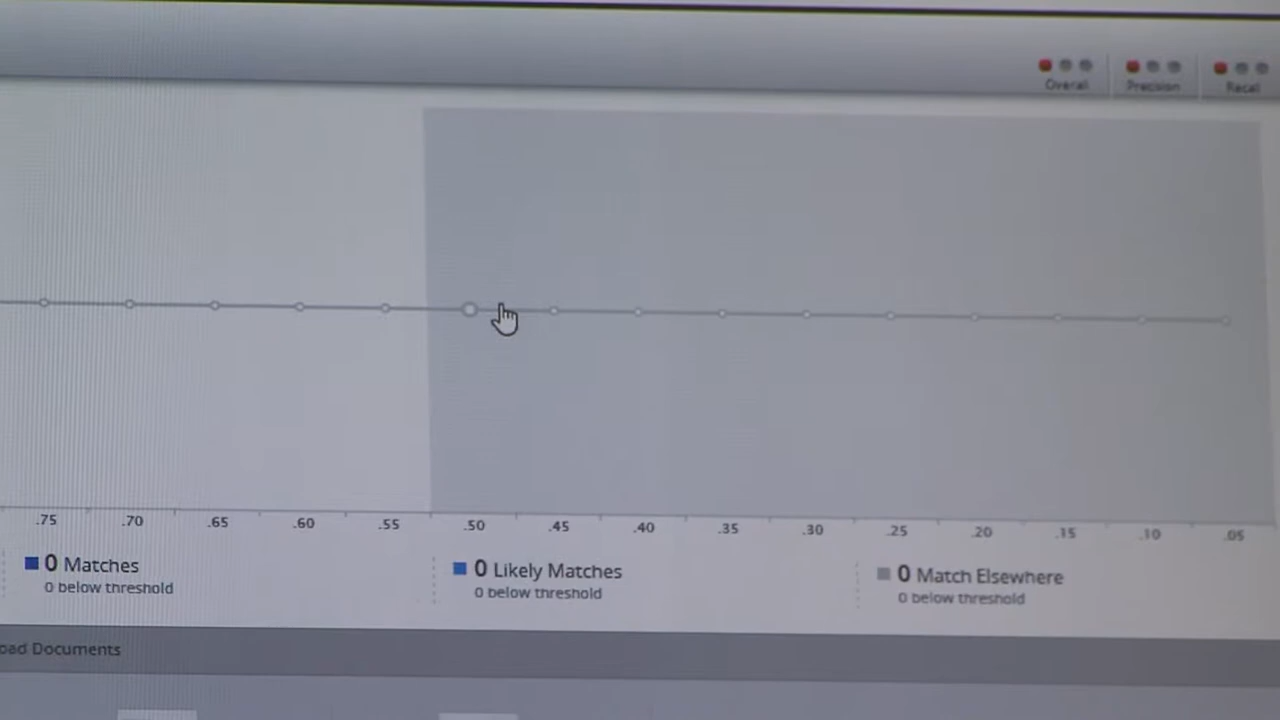 Overall Precision Recall
.75 .70 .65 .60 .55 .50 .45 .40 .35 .30 .25 .20 .15 .10 .05
0 Matches 0 Likely Matches 0 Match Elsewhere
0 below threshold 0 below threshold 0 below threshold
oad Documents